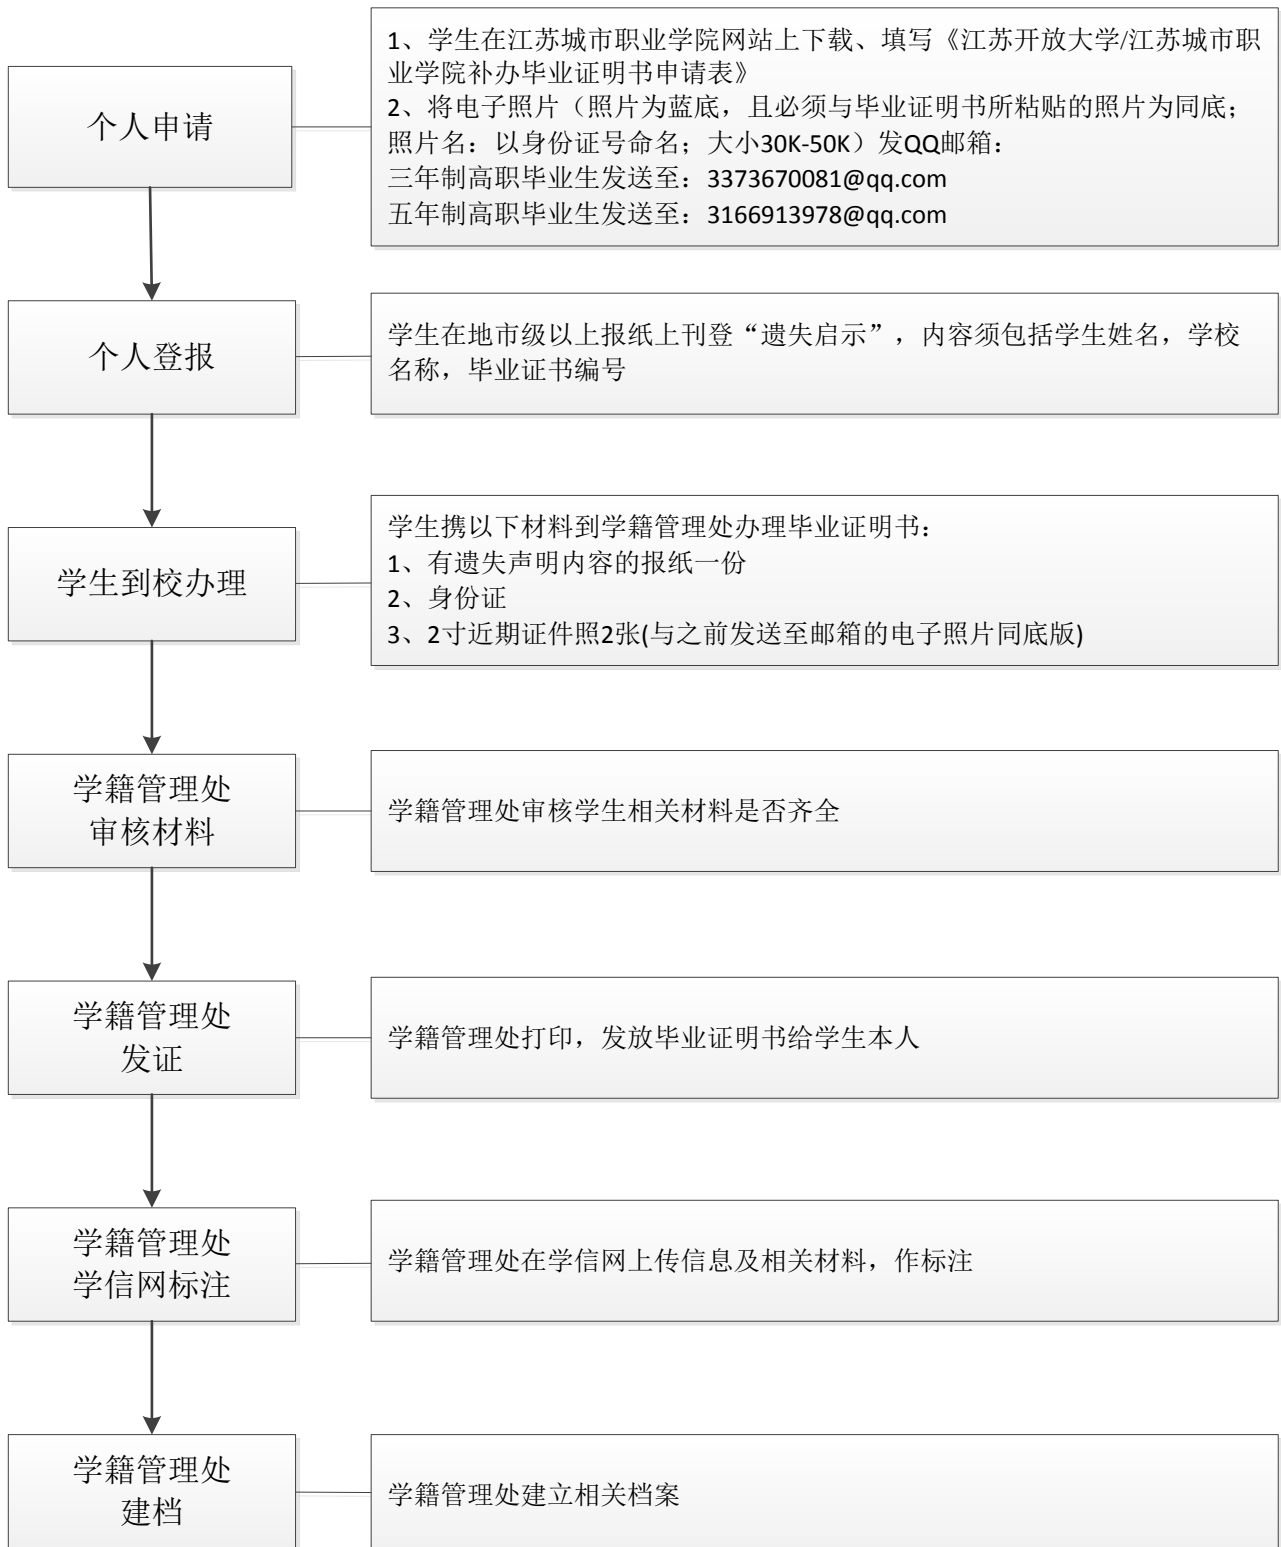 个人申请
1、学生在江苏城市职业学院网站上下载、填写《江苏开放大学/江苏城市职
业学院补办毕业证明书申请表》
2、将电子照片（照片为蓝底，且必须与毕业证明书所粘贴的照片为同底；
照片名：以身份证号命名；大小30K-50K）发QQ邮箱：
三年制高职毕业生发送至：3373670081@qq.com
五年制高职毕业生发送至：3166913978@qq.com
个人登报
学生在地市级以上报纸上刊登“遗失启示”，内容须包括学生姓名，学校
名称，毕业证书编号
学生到校办理
学生携以下材料到学籍管理处办理毕业证明书：
1、有遗失声明内容的报纸一份
2、身份证
3、2寸近期证件照2张(与之前发送至邮箱的电子照片同底版)
学籍管理处
审核材料
学籍管理处审核学生相关材料是否齐全
学籍管理处
发证
学籍管理处打印，发放毕业证明书给学生本人
学籍管理处
学信网标注
学籍管理处在学信网上传信息及相关材料，作标注
学籍管理处
建档
学籍管理处建立相关档案